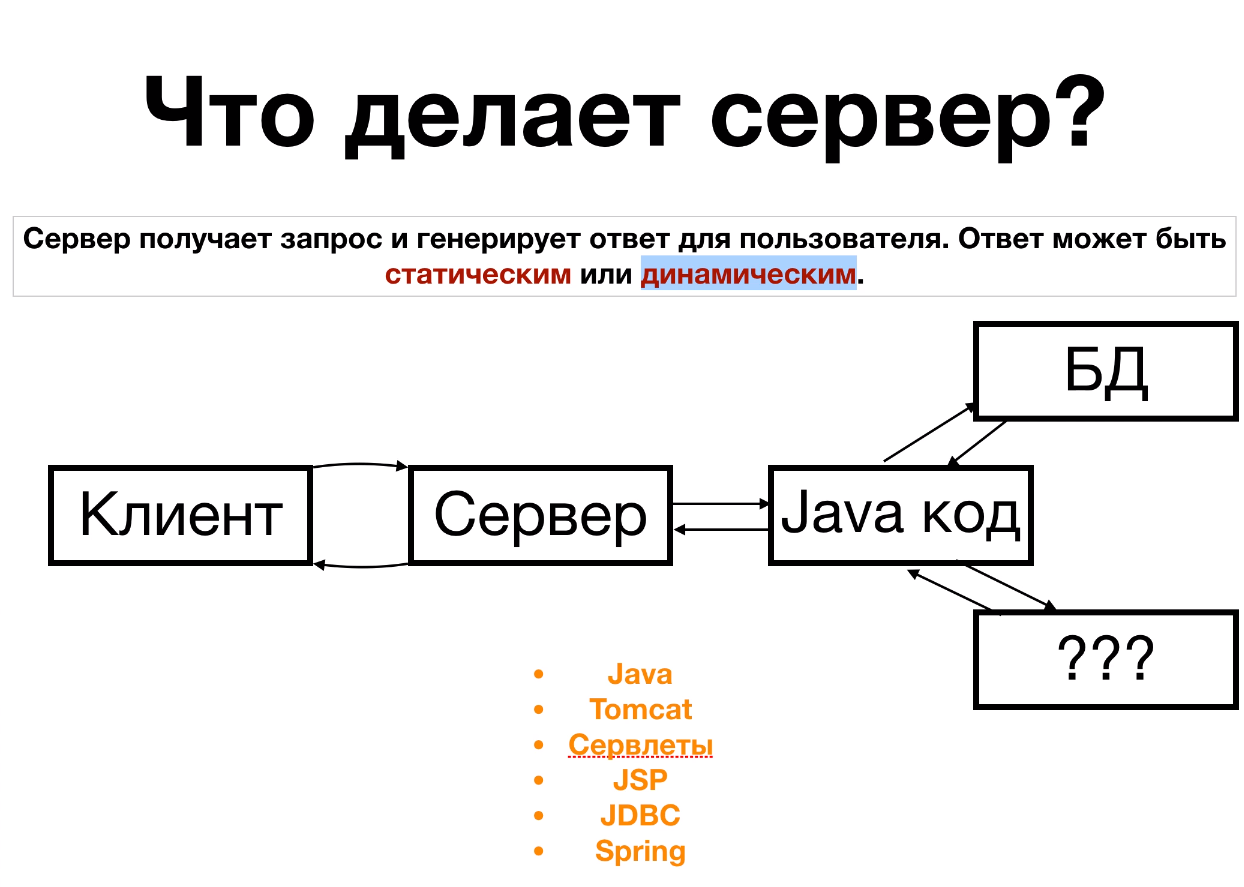 Что делает сервер?
Сервер получает запрос и генерирует ответ для пользователя. Ответ может быть
статическим или динамическим.
БД
Клиент
Сервер
Java код
???
• Java
• Tomcat
• Сервлеты
• JSP
• JDBC
• Spring